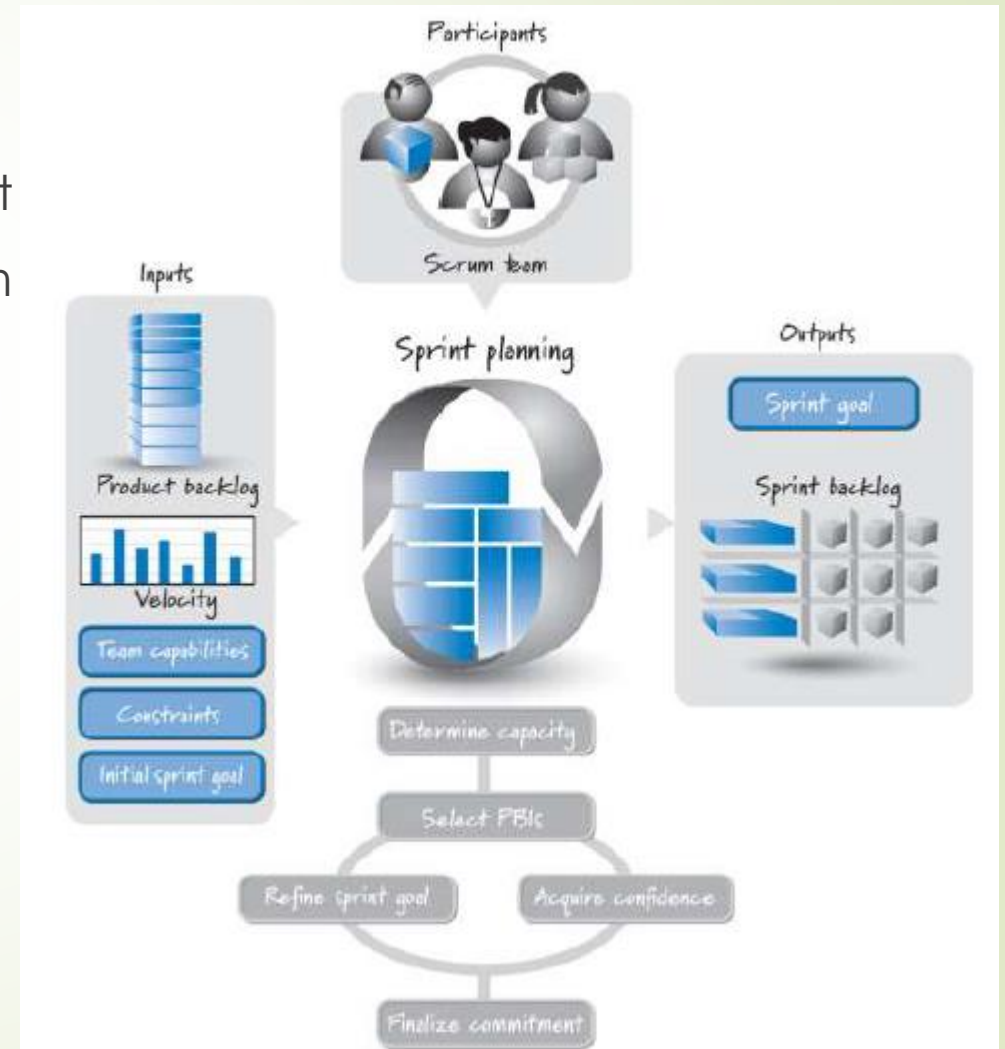 Participants
t
Scrum team
n
Inputs
Sprint planning
Outputs
Sprint goal
Product backlog
Sprint backlog
Velocity
Team capabilities
Constraints
Determine capacity
Initial sprint goal
Select PBIs
Refine sprint goal
Acquire confidence
Finalize commitment